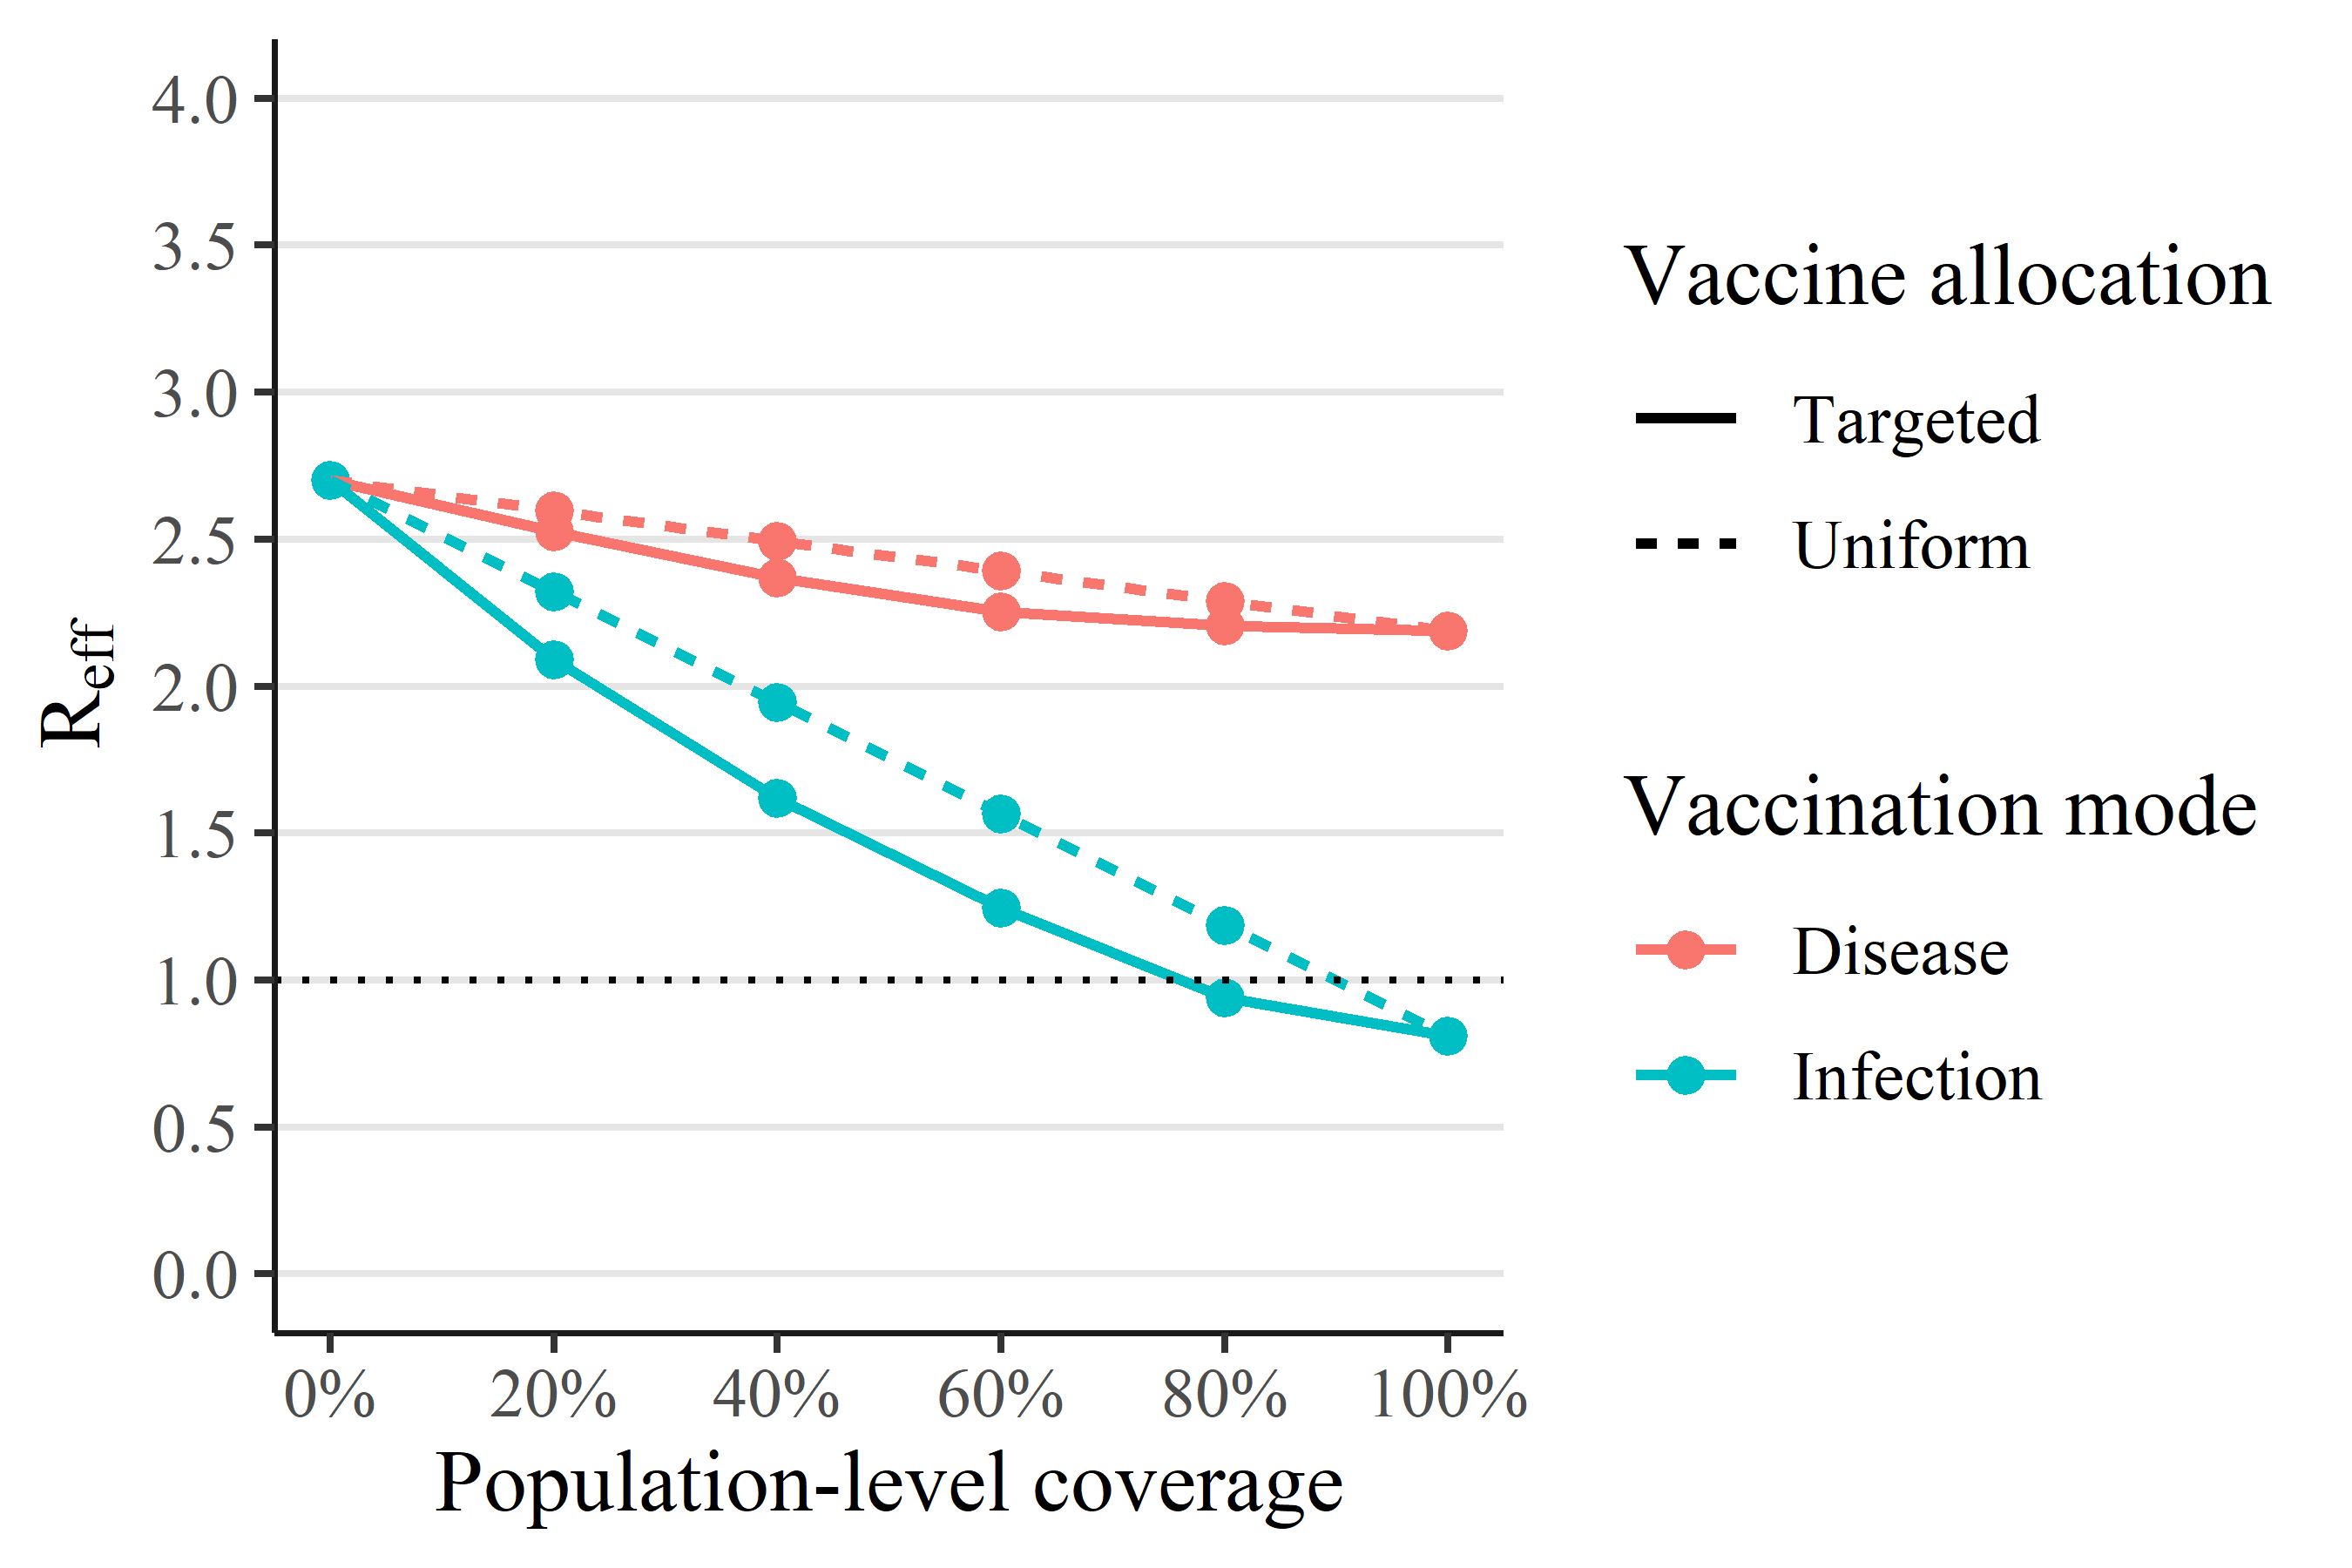 4.0
3.5
3.0
2.5
2.0
1.5
1.0
0.5
0.0
Reff
0%
20%
40%
60%
80%
100%
Population-level coverage
Vaccine allocation
Targeted
Uniform
Vaccination mode
Disease
Infection